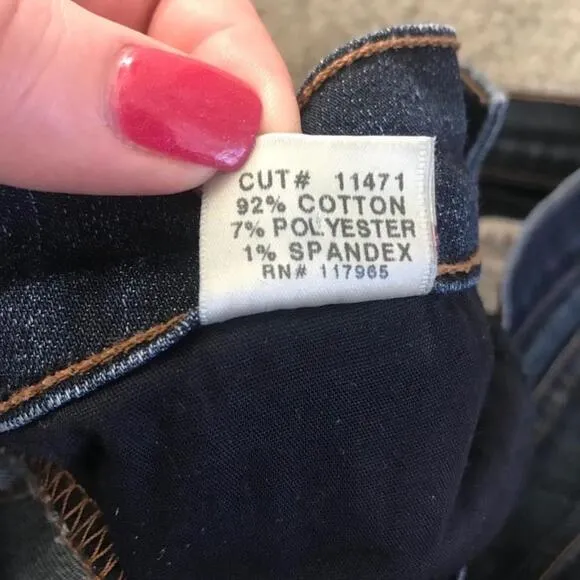 CUT# 11471
92% COTTON
7% POLYESTER
1% SPANDEX
RN# 117965